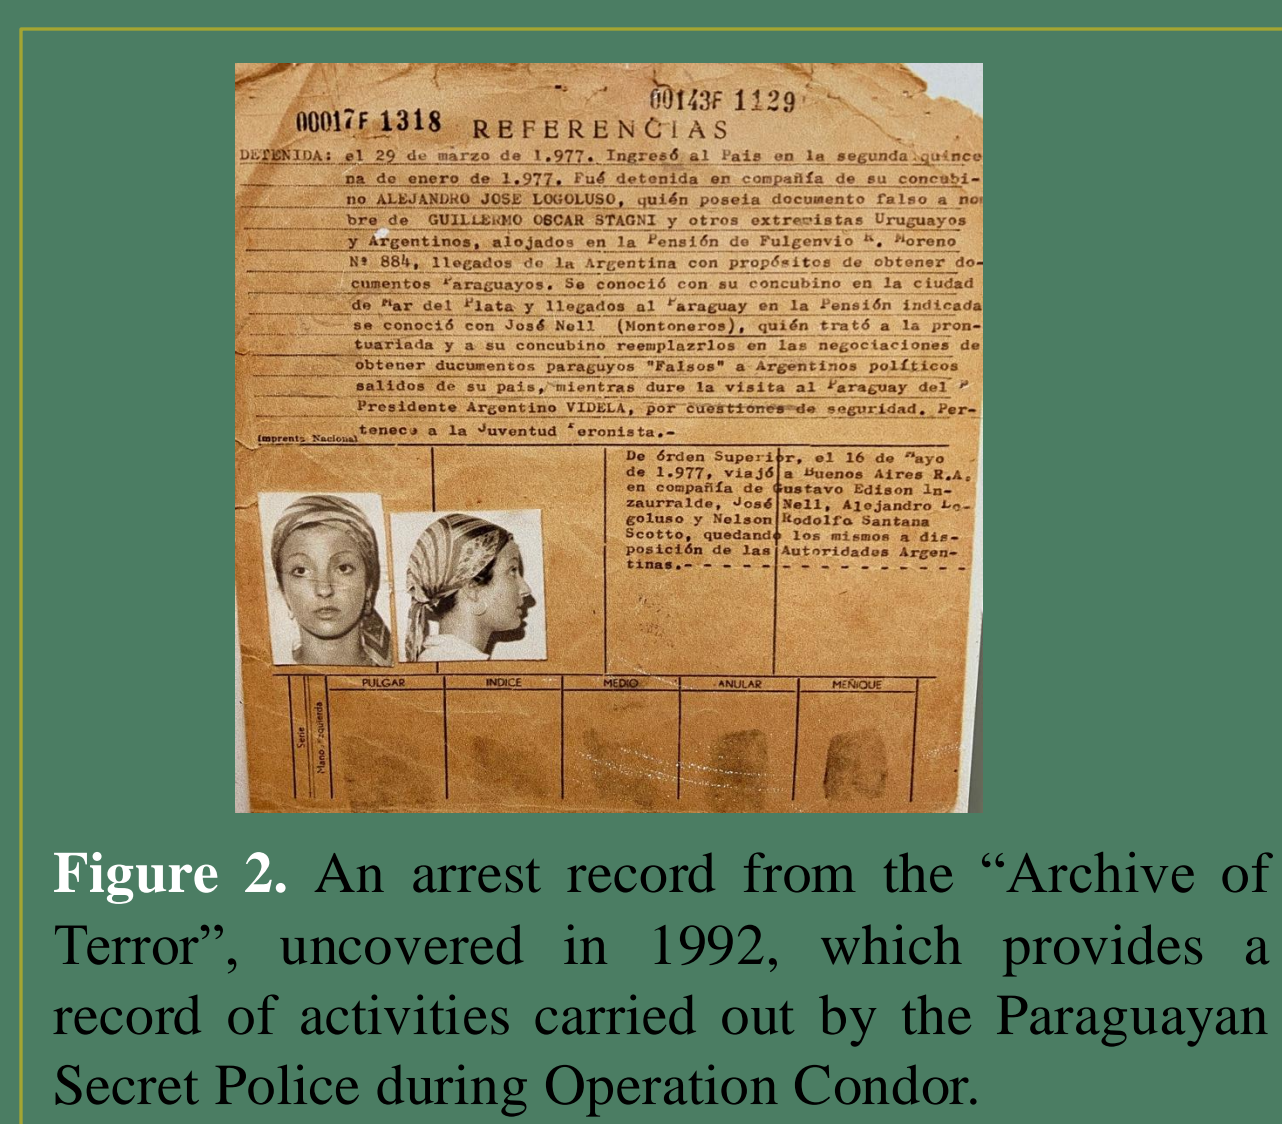 00143F 1129
00017F 1318
REFERENCIAS
DETENIDA: el 29 de marzo de 1.977. Ingresó al Pais en la segunda quince
na de enero de 1.977. Fué detenida en compañía de su concubi-
no ALEJANDRO JOSE LOGOLUSO, quién poseia documento falso a nom
bre de GUILLERMO OSCAR STAGNI y otros extremistas Uruguayos
y Argentinos, alojados en la Pensión de Fulgenvio R. Moreno
Nº 884, llegados de la Argentina con propósitos de obtener do-
cumentos Paraguayos. Se conoció con su concubino en la ciudad
de Mar del Plata y llegados al Paraguay en la Pensión indicada
se conoció con José Nell (Montoneros), quién trató a la pron-
tuariada y a su concubino reemplazrlos en las negociaciones de
obtener ducumentos paraguyos "Falsos" a Argentinos políticos
salidos de su pais, mientras dure la visita al Paraguay del P
Presidente Argentino VIDELA, por cuestiones de seguridad. Per-
tenece a la Juventud Peronista.-
Imprenta Nacional
De órden Superior, el 16 de Mayo
de 1.977, viajó a Buenos Aires R.A.
en compañía de Gustavo Edison In-
zaurralde, José Nell, Alejandro Lo-
goluso y Nelson Rodolfo Santana
Scotto, quedando los mismos a dis-
posición de las Autoridades Argen-
tinas.- - - - - - - - - - - - - - - -
PULGAR INDICE MEDIO ANULAR MEÑIQUE
Serie
Mano Izquierda
Figure 2. An arrest record from the “Archive of
Terror”, uncovered in 1992, which provides a
record of activities carried out by the Paraguayan
Secret Police during Operation Condor.